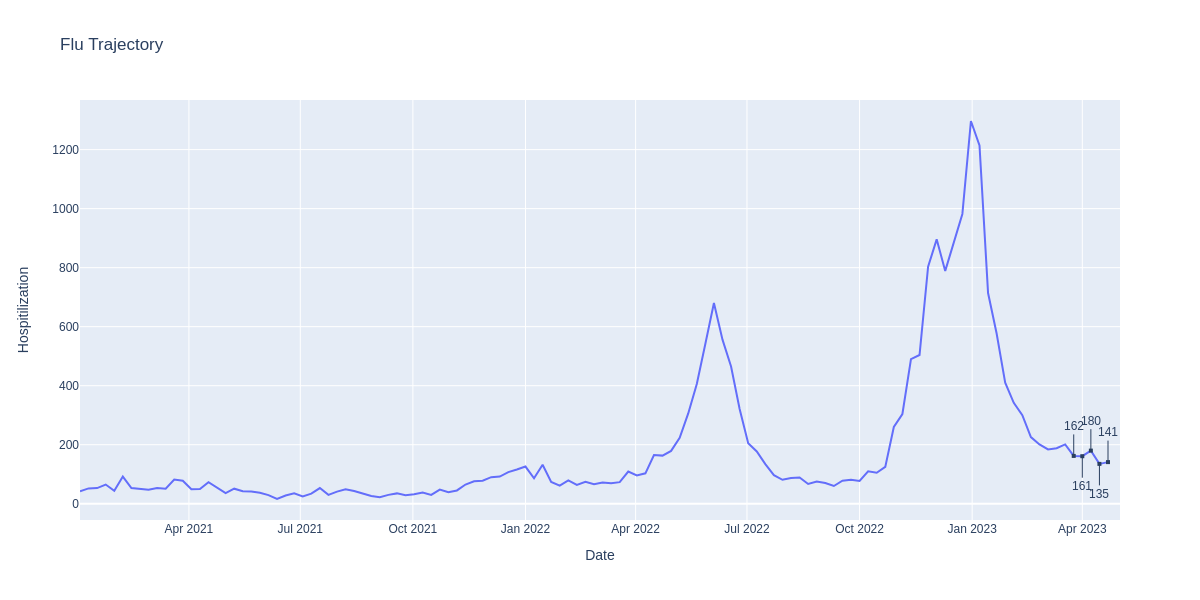 Flu Trajectory
Hospitilization
1200
1000
800
600
400
200
0
162
180
141
161
135
Apr 2021
Jul 2021
Oct 2021
Jan 2022
Apr 2022
Jul 2022
Oct 2022
Jan 2023
Apr 2023
Date